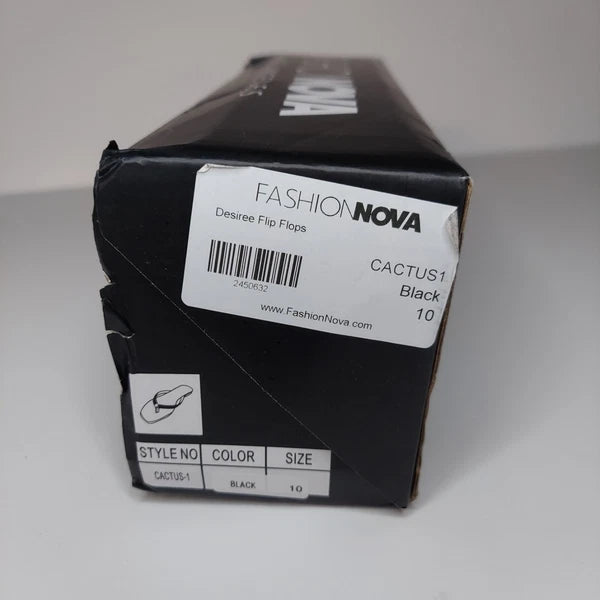 NOVA
FASHIONNOVA
Desiree Flip Flops
2450632
CACTUS1
Black
10
www.FashionNova.com
STYLE NO COLOR SIZE
CACTUS-1 BLACK 10